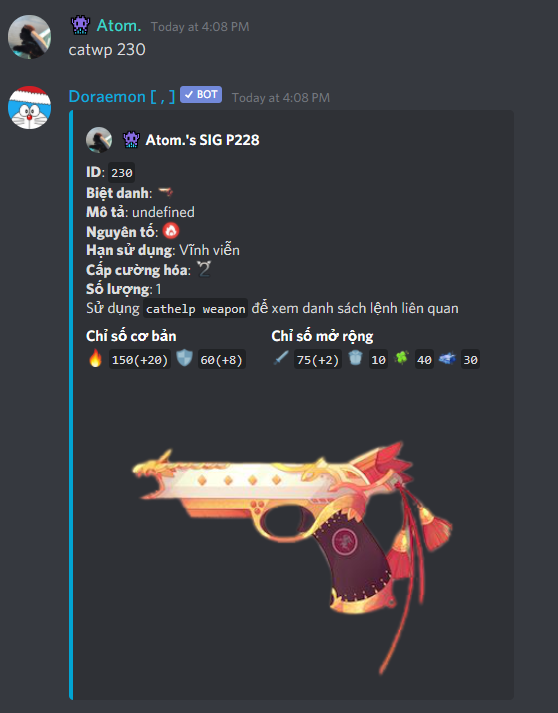 Atom. Today at 4:08 PM
catwp 230
Doraemon [ , ] ✓ BOT Today at 4:08 PM
Atom.'s SIG P228
ID: 230
Biệt danh:
Mô tả: undefined
Nguyên tố:
Hạn sử dụng: Vĩnh viễn
Cấp cường hóa:
Số lượng: 1
Sử dụng cathelp weapon để xem danh sách lệnh liên quan
Chỉ số cơ bản Chỉ số mở rộng
150(+20) 60(+8) 75(+2) 10 40 30